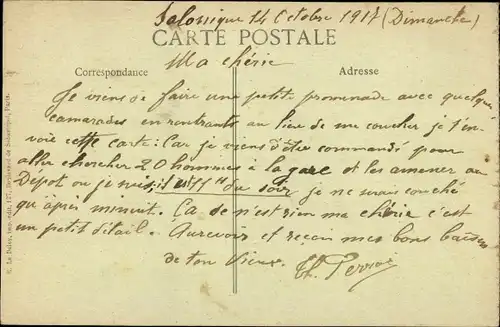 Salonique 14 Octobre 1917 (Dimanche)
CARTE POSTALE
Ma chérie
Correspondance
Adresse
Je viens de faire une petite promenade avec quelques
camarades en rentrants au lieu de me coucher je t'en
voie cette carte. Car je viens d'être commandé pour
aller chercher 20 hommes à la gare et les amener au
Dépot ou je suis, il est 11 H du soir je ne serais couché
qu'après minuit. Ça de n'est rien ma chérie c'est
un petit détail. Aurevoir et reçois mes bons baisers
de ton Vieux.